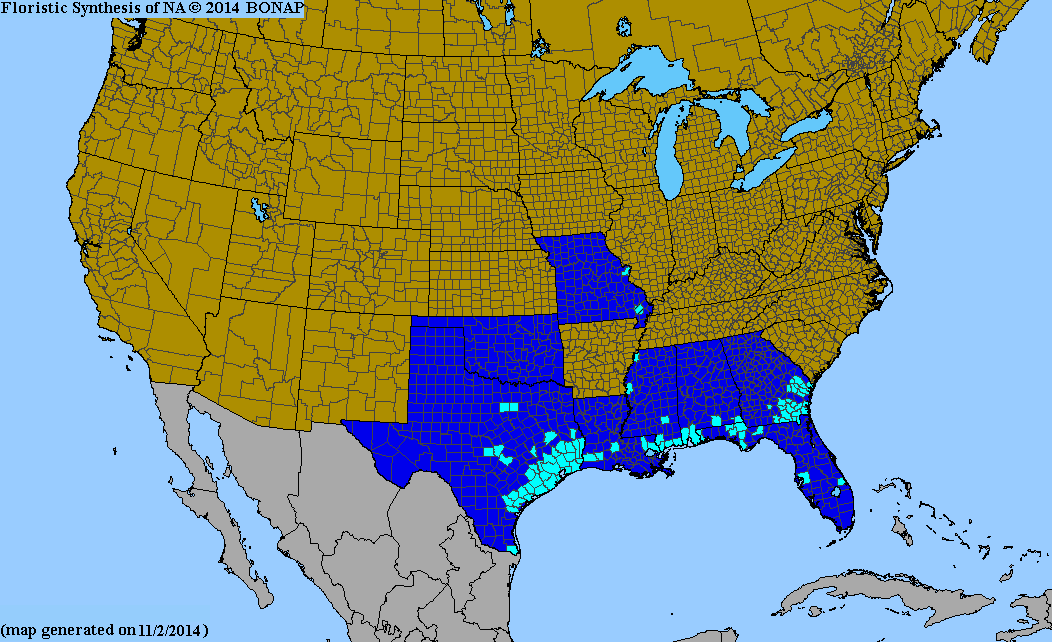 Floristic Synthesis of NA © 2014 BONAP
(map generated on 11/2/2014)